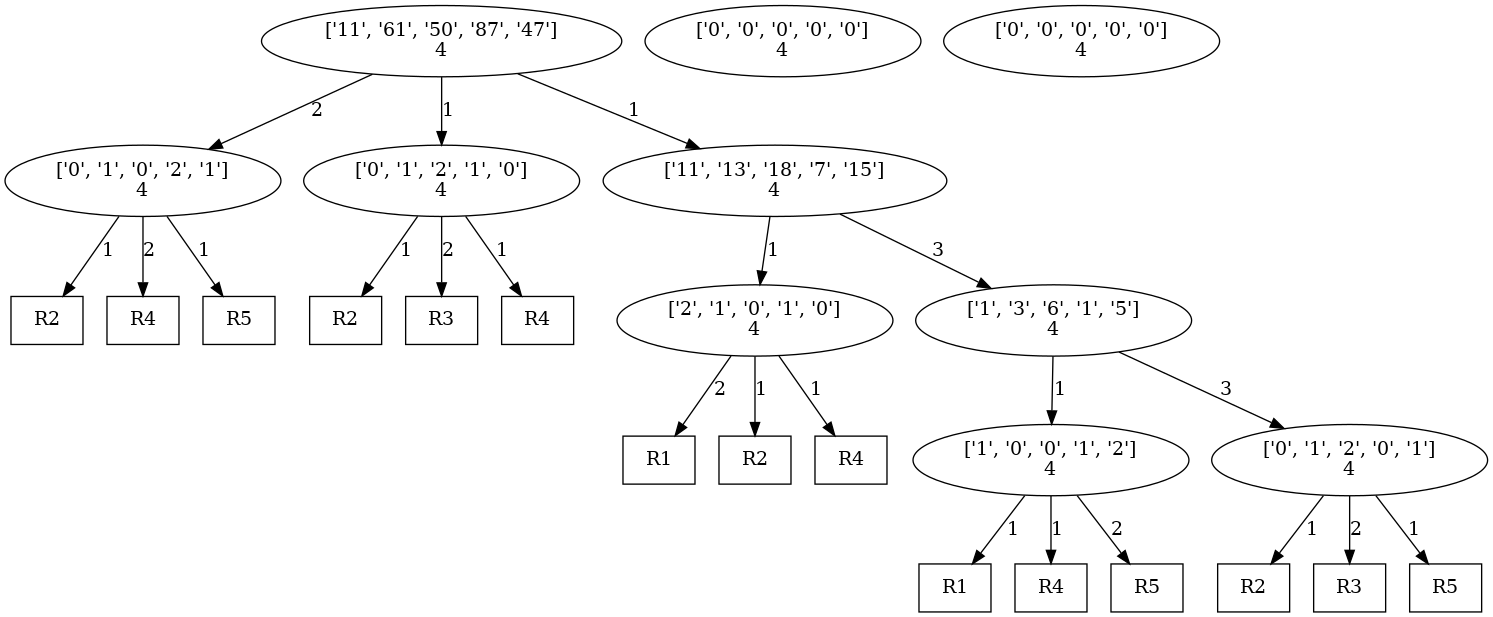 ['11', '61', '50', '87', '47']
4
['0', '0', '0', '0', '0']
4
['0', '0', '0', '0', '0']
4
2
1
1
['0', '1', '0', '2', '1']
4
['0', '1', '2', '1', '0']
4
['11', '13', '18', '7', '15']
4
1
2
1
1
2
1
1
3
R2
R4
R5
R2
R3
R4
['2', '1', '0', '1', '0']
4
['1', '3', '6', '1', '5']
4
2
1
1
1
3
R1
R2
R4
['1', '0', '0', '1', '2']
4
['0', '1', '2', '0', '1']
4
1
1
2
1
2
1
R1
R4
R5
R2
R3
R5